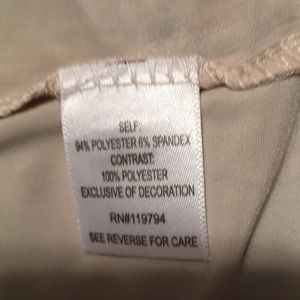 SELF:
94% POLYESTER 6% SPANDEX
CONTRAST:
100% POLYESTER
EXCLUSIVE OF DECORATION
RN#119794
SEE REVERSE FOR CARE